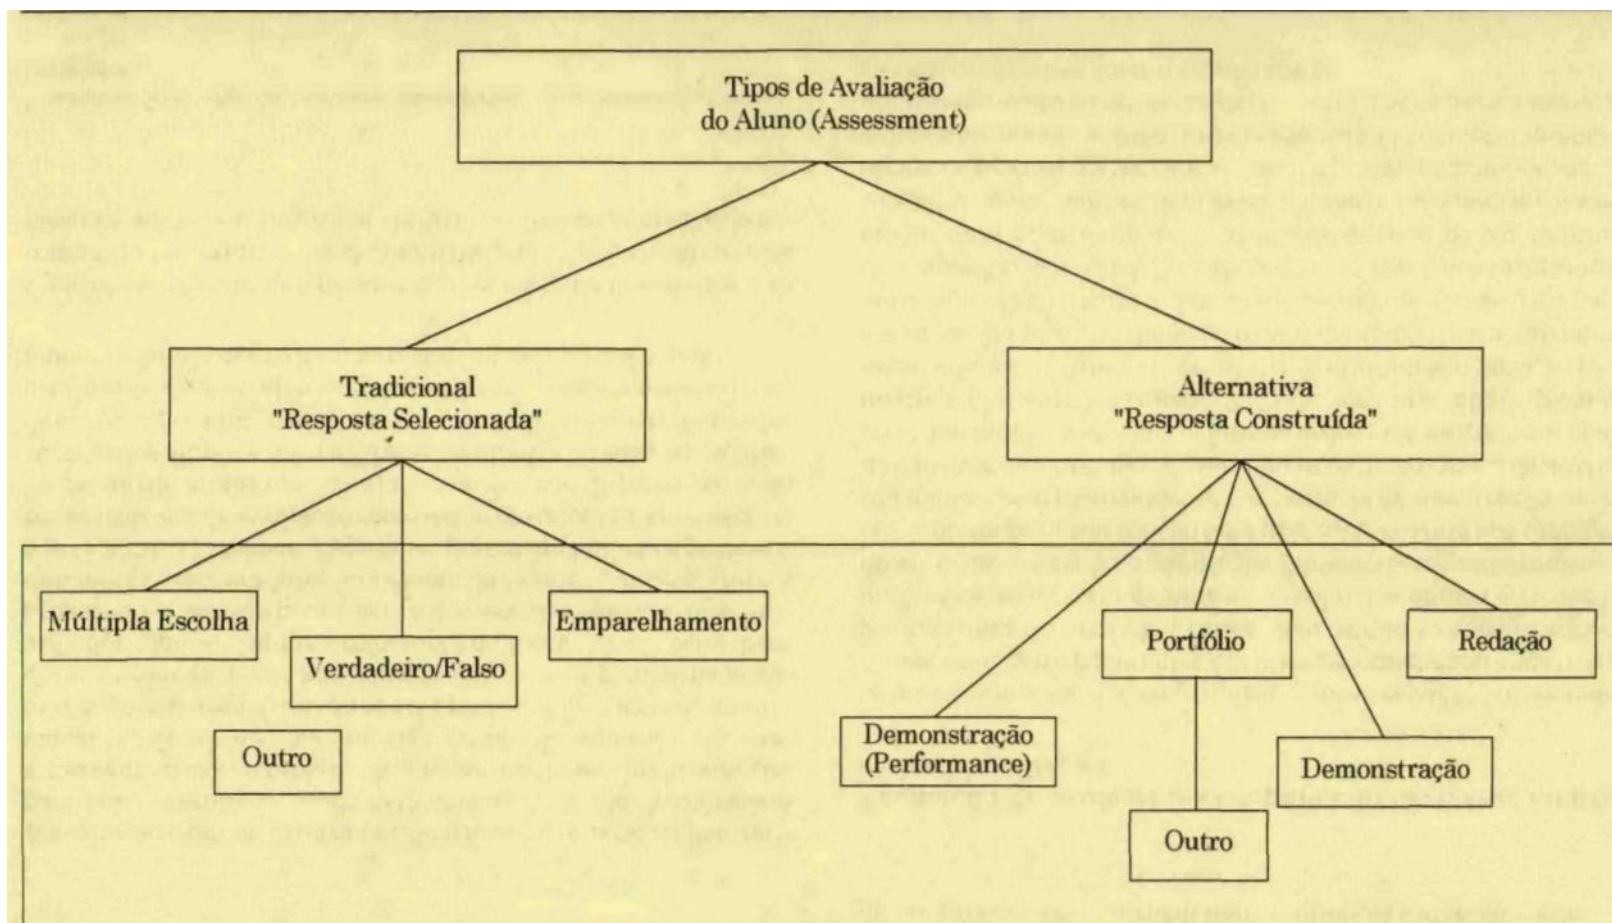 Tipos de Avaliação
do Aluno (Assessment)
Tradicional
"Resposta Selecionada"
Alternativa
"Resposta Construída"
Múltipla Escolha
Verdadeiro/Falso
Emparelhamento
Outro
Demonstração
(Performance)
Portfólio
Outro
Demonstração
Redação